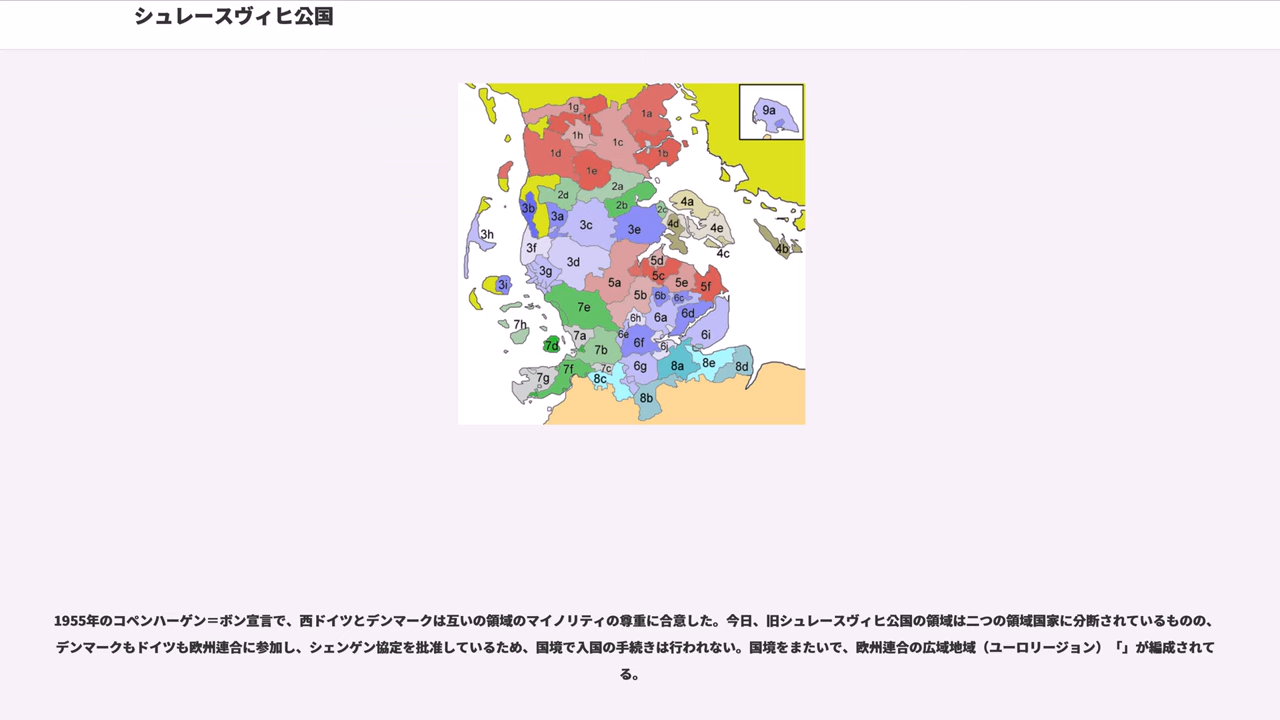 シュレースヴィヒ公国
9a
1g
1f
1a
1h
1c
1b
1d
1e
2a
2d
2b
2c
3b
3a
3c
3e
4a
4d
4e
4c
4b
3h
3f
3d
3g
3i
5d
5c
5a
5e
5f
5b
6b
6c
6h
6a
6d
6e
6f
6i
6j
7e
7h
7a
7d
7b
7c
7f
7g
6g
8a
8e
8d
8c
8b
1955年のコペンハーゲン＝ボン宣言で、西ドイツとデンマークは互いの領域のマイノリティの尊重に合意した。今日、旧シュレースヴィヒ公国の領域は二つの領域国家に分断されているものの、
デンマークもドイツも欧州連合に参加し、シェンゲン協定を批准しているため、国境で入国の手続きは行われない。国境をまたいで、欧州連合の広域地域（ユーロリージョン）「」が編成されて
る。